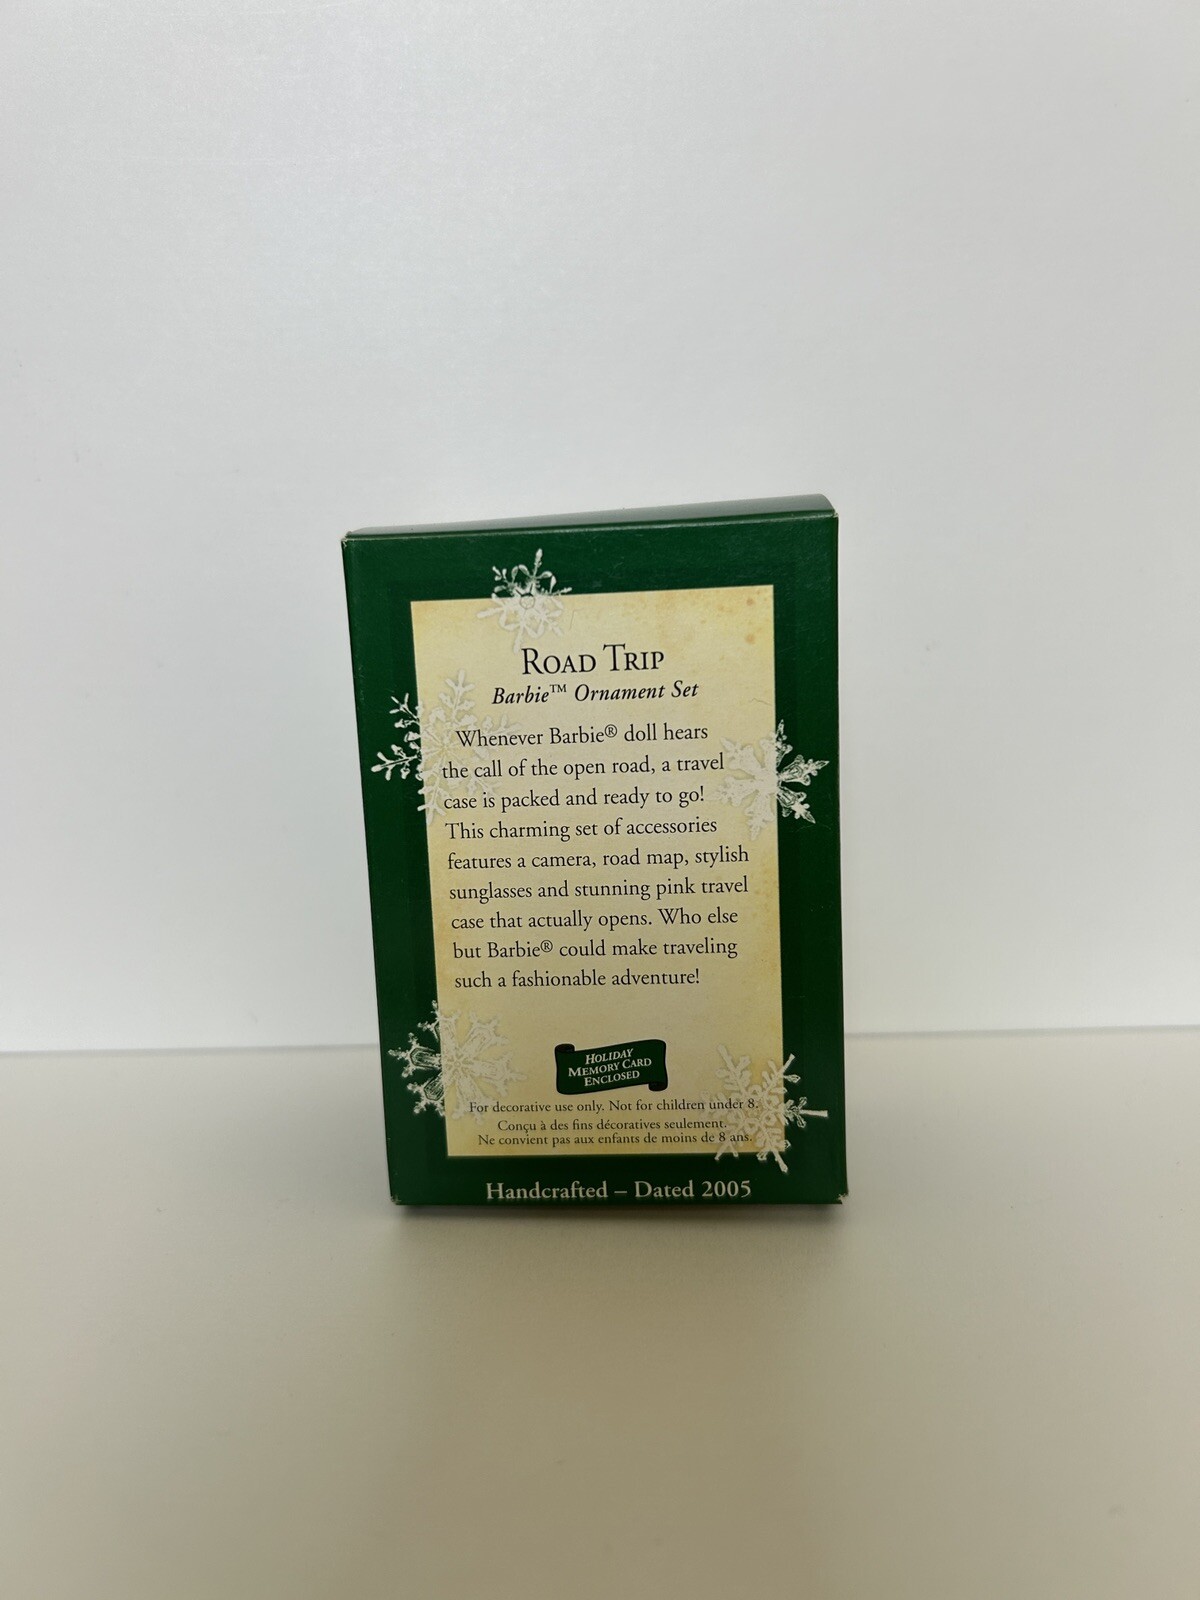 ROAD TRIP
Barbie™ Ornament Set
Whenever Barbie® doll hears
the call of the open road, a travel
case is packed and ready to go!
This charming set of accessories
features a camera, road map, stylish
sunglasses and stunning pink travel
case that actually opens. Who else
but Barbie® could make traveling
such a fashionable adventure!
HOLIDAY
MEMORY CARD
ENCLOSED
For decorative use only. Not for children under 8.
Conçu à des fins décoratives seulement.
Ne convient pas aux enfants de moins de 8 ans.
Handcrafted – Dated 2005